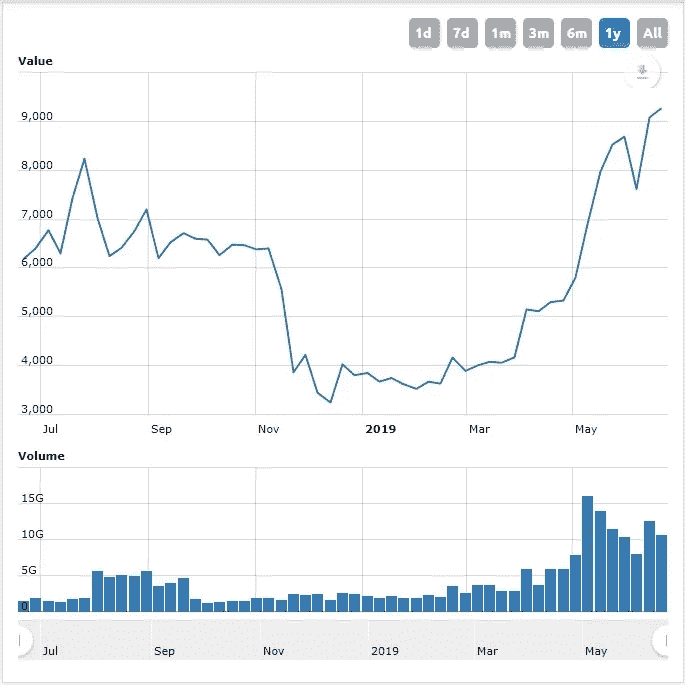 1d 7d 1m 3m 6m 1y All
Value
9,000
8,000
7,000
6,000
5,000
4,000
3,000
Jul Sep Nov 2019 Mar May
Volume
15G
10G
5G
0
Jul Sep Nov 2019 Mar May